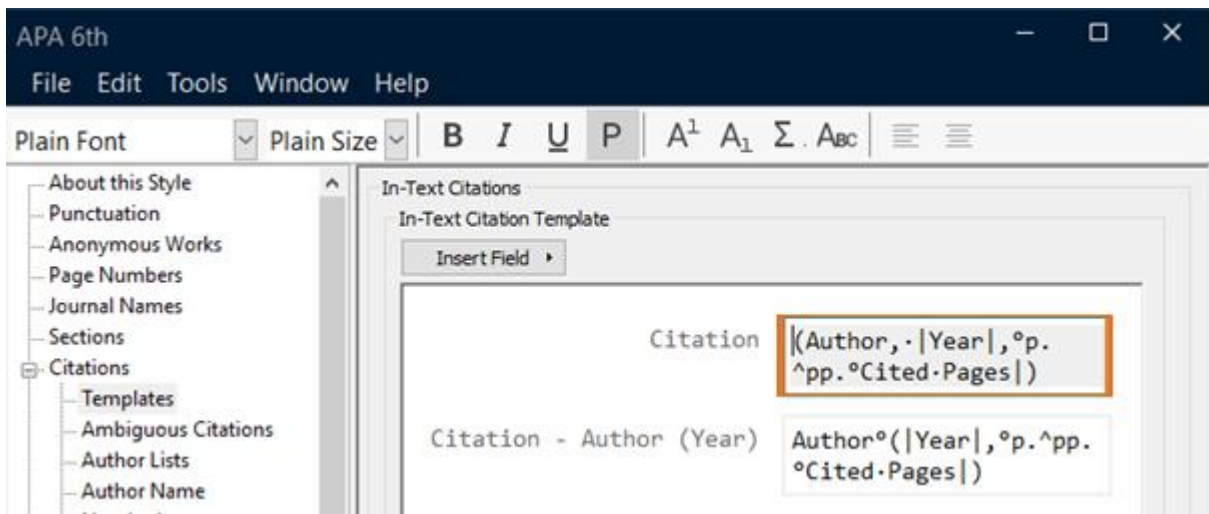 APA 6th
File Edit Tools Window Help
Plain Font Plain Size B I U P A¹ A₁ Σ . ABC
About this Style
Punctuation
Anonymous Works
Page Numbers
Journal Names
Sections
Citations
Templates
Ambiguous Citations
Author Lists
Author Name
In-Text Citations
In-Text Citation Template
Insert Field
Citation
(Author,·|Year|,°p.
^pp.°Cited·Pages|)
Citation - Author (Year)
Author°(|Year|,°p.^pp.
°Cited·Pages|)